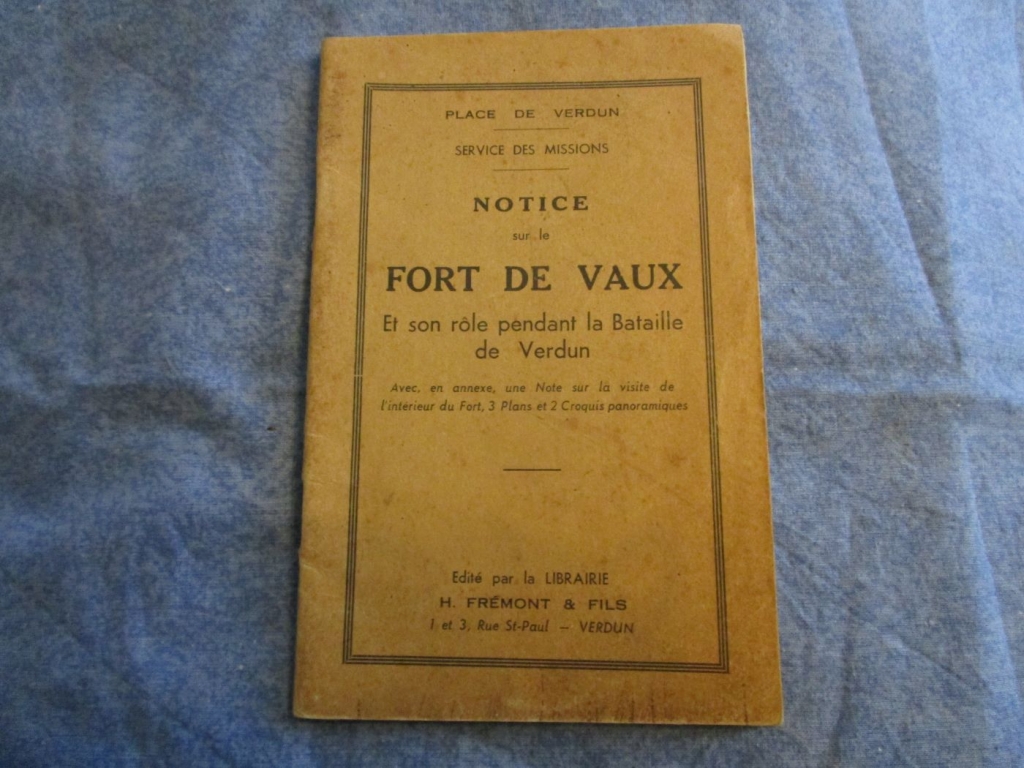 PLACE DE VERDUN
SERVICE DES MISSIONS
NOTICE
sur le
FORT DE VAUX
Et son rôle pendant la Bataille
de Verdun
Avec, en annexe, une Note sur la visite de
l'intérieur du Fort, 3 Plans et 2 Croquis panoramiques
Edité par la LIBRAIRIE
H. FRÉMONT & FILS
1 et 3, Rue St-Paul — VERDUN